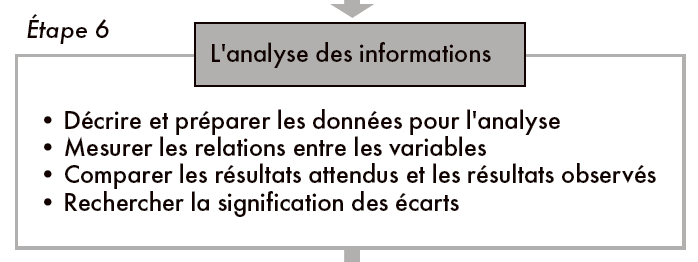 Étape 6
L'analyse des informations
• Décrire et préparer les données pour l'analyse
• Mesurer les relations entre les variables
• Comparer les résultats attendus et les résultats observés
• Rechercher la signification des écarts